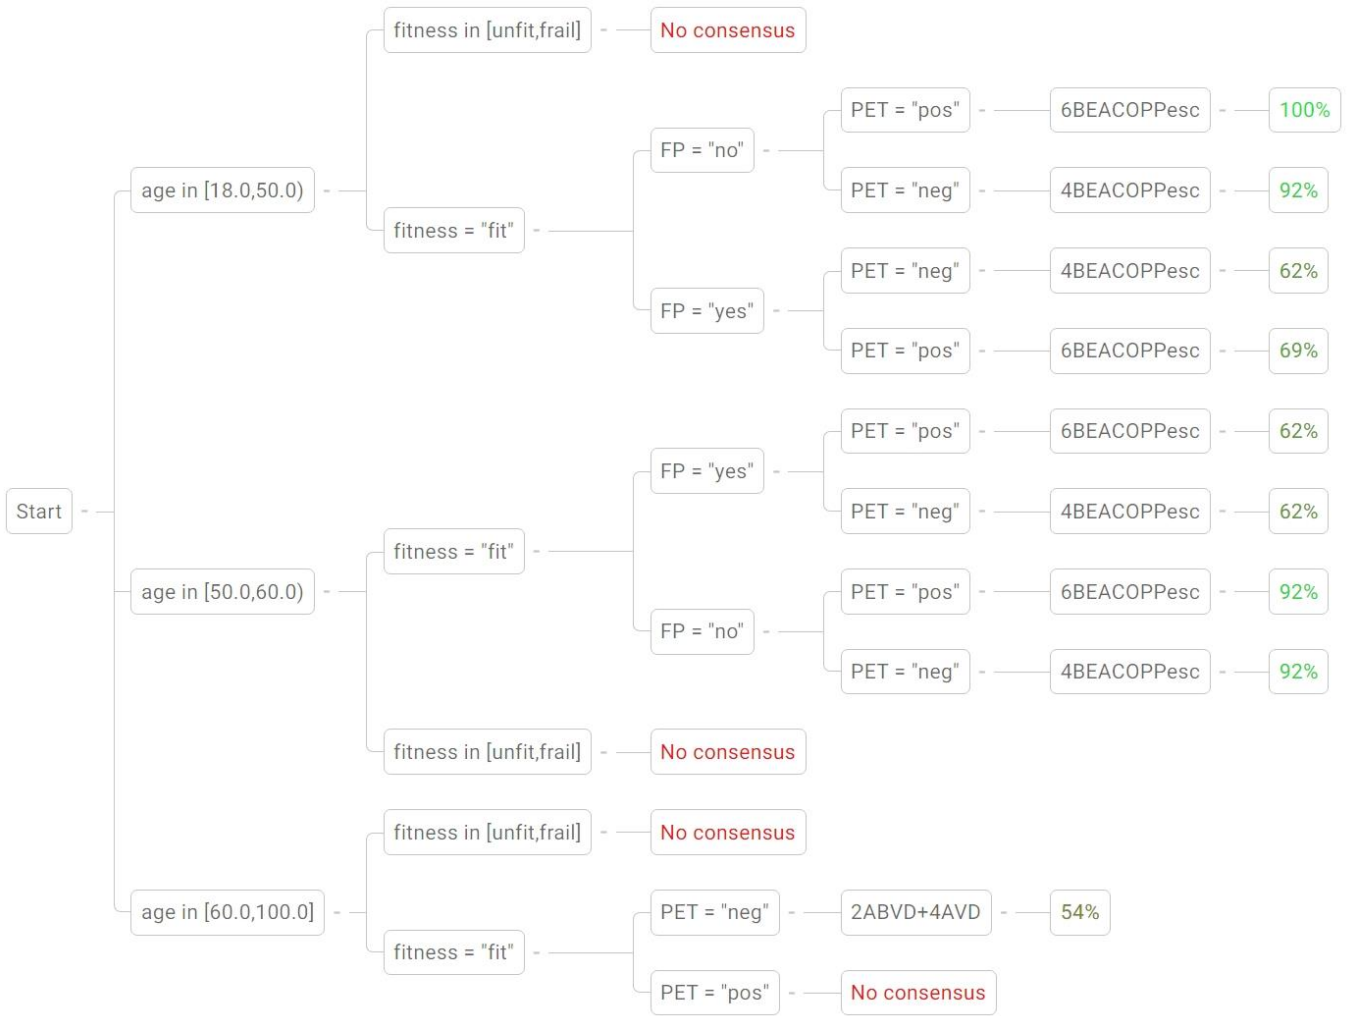 fitness in [unfit,frail]
No consensus
PET = "pos"
6BEACOPPesc
100%
FP = "no"
age in [18.0,50.0)
PET = "neg"
4BEACOPPesc
92%
fitness = "fit"
PET = "neg"
4BEACOPPesc
62%
FP = "yes"
PET = "pos"
6BEACOPPesc
69%
PET = "pos"
6BEACOPPesc
62%
FP = "yes"
Start
PET = "neg"
4BEACOPPesc
62%
fitness = "fit"
age in [50.0,60.0)
PET = "pos"
6BEACOPPesc
92%
FP = "no"
PET = "neg"
4BEACOPPesc
92%
fitness in [unfit,frail]
No consensus
fitness in [unfit,frail]
No consensus
age in [60.0,100.0]
PET = "neg"
2ABVD+4AVD
54%
fitness = "fit"
PET = "pos"
No consensus